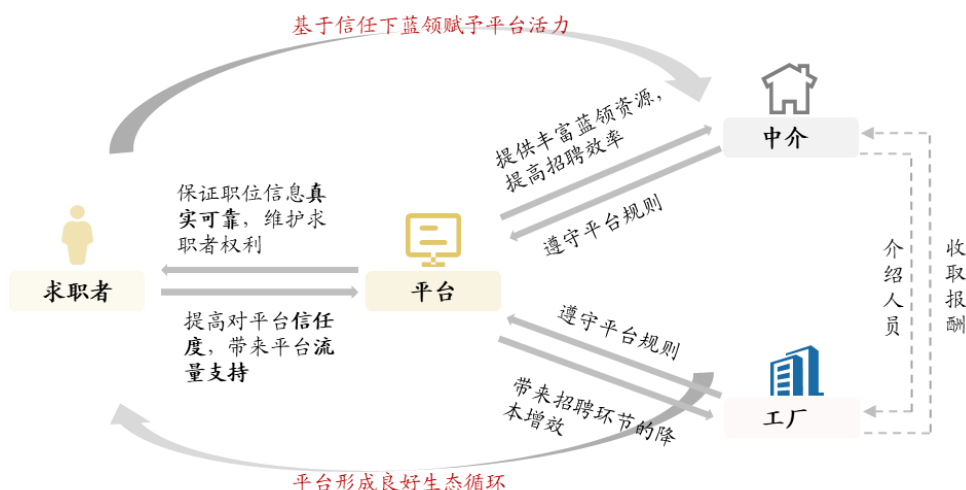 基于信任下蓝领赋予平台活力
中介
提供丰富蓝领资源，
提高招聘效率
遵守平台规则
保证职位信息真
实可靠，维护求
职者权利
求职者
平台
提高对平台信任
度，带来平台流
量支持
遵守平台规则
带来招聘环节的降
本增效
工厂
介绍人员
收取报酬
平台形成良好生态循环